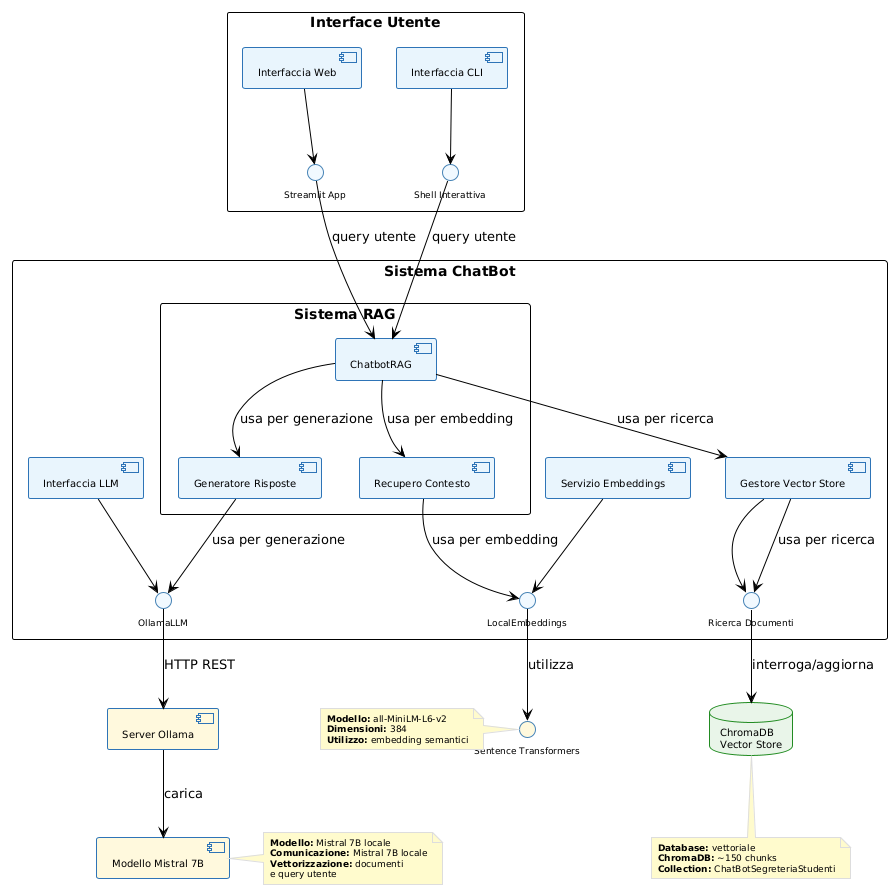 Interface Utente
Interfaccia Web
Interfaccia CLI
Streamlit App
Shell Interattiva
query utente
query utente
Sistema ChatBot
Sistema RAG
ChatbotRAG
usa per generazione
usa per embedding
usa per ricerca
Interfaccia LLM
Generatore Risposte
Recupero Contesto
Servizio Embeddings
Gestore Vector Store
usa per generazione
usa per embedding
usa per ricerca
OllamaLLM
LocalEmbeddings
Ricerca Documenti
HTTP REST
utilizza
interroga/aggiorna
Server Ollama
Modello: all-MiniLM-L6-v2
Dimensioni: 384
Utilizzo: embedding semantici
Sentence Transformers
ChromaDB
Vector Store
carica
Modello Mistral 7B
Modello: Mistral 7B locale
Comunicazione: Mistral 7B locale
Vettorizzazione: documenti
e query utente
Database: vettoriale
ChromaDB: ~150 chunks
Collection: ChatBotSegreteriaStudenti